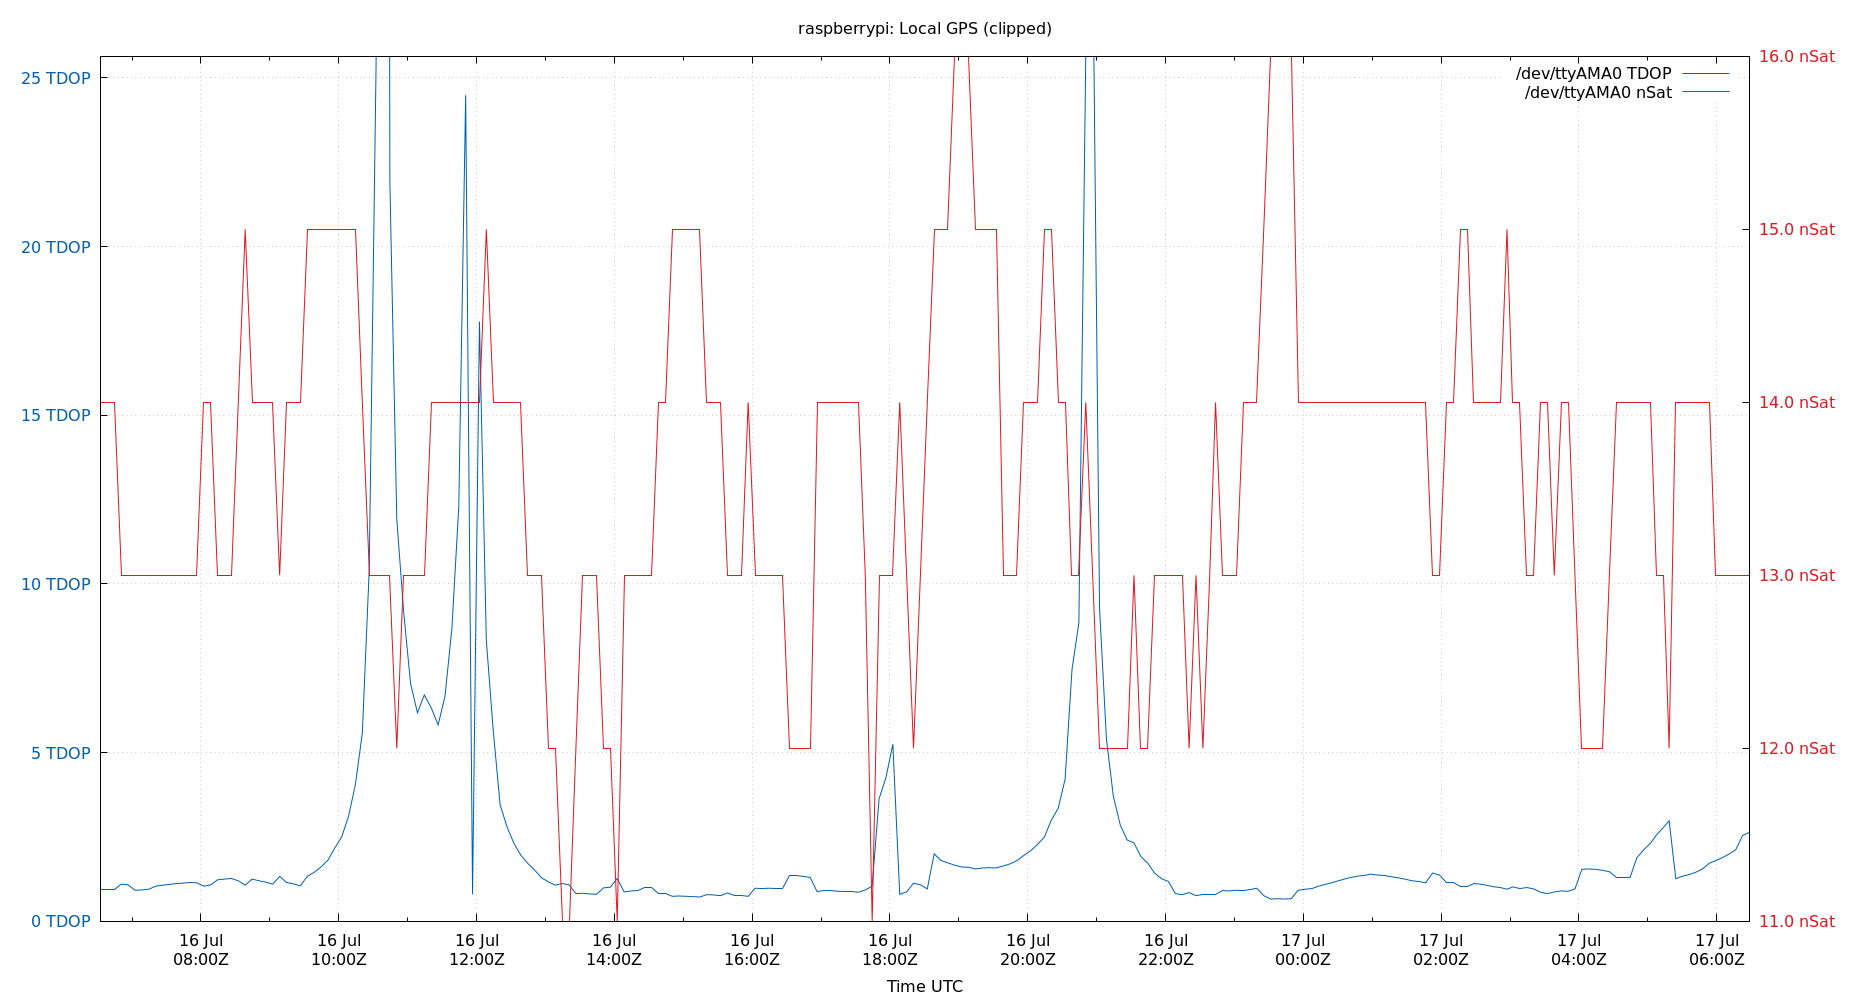 raspberrypi: Local GPS (clipped)
/dev/ttyAMA0 TDOP
/dev/ttyAMA0 nSat
25 TDOP
20 TDOP
15 TDOP
10 TDOP
5 TDOP
0 TDOP
16.0 nSat
15.0 nSat
14.0 nSat
13.0 nSat
12.0 nSat
11.0 nSat
16 Jul
08:00Z
16 Jul
10:00Z
16 Jul
12:00Z
16 Jul
14:00Z
16 Jul
16:00Z
16 Jul
18:00Z
16 Jul
20:00Z
16 Jul
22:00Z
17 Jul
00:00Z
17 Jul
02:00Z
17 Jul
04:00Z
17 Jul
06:00Z
Time UTC